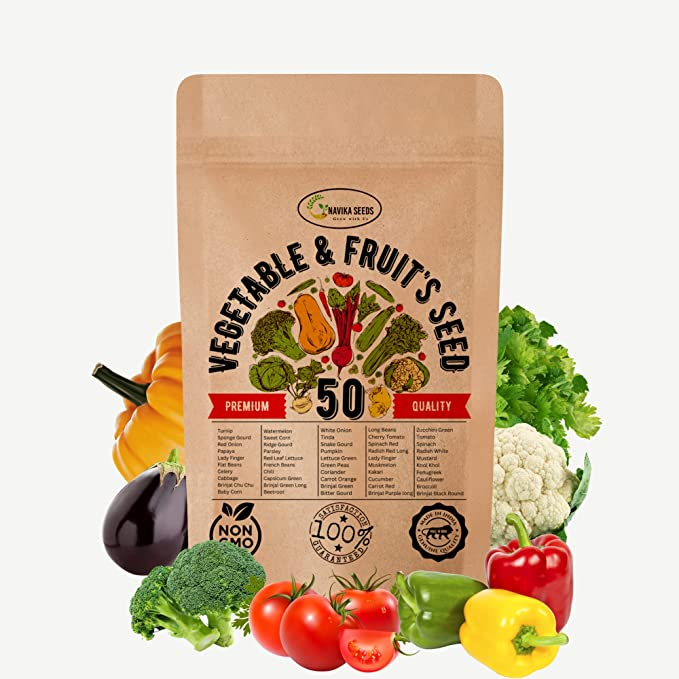 NAVIKA SEEDS
Grow with Us
VEGETABLE & FRUIT'S SEED
PREMIUM
50
QUALITY
Turnip
Sponge Gourd
Red Onion
Papaya
Lady Finger
Flat Beans
Celery
Cabbage
Brinjal Chu Chu
Baby Corn
Watermelon
Sweet Corn
Ridge Gourd
Parsley
Red Leaf Lettuce
French Beans
Chili
Capsicum Green
Brinjal Green Long
Beetroot
White Onion
Tinda
Snake Gourd
Pumpkin
Lettuce Green
Green Peas
Coriander
Carrot Orange
Brinjal Green
Bitter Gourd
Long Beans
Cherry Tomato
Spinach Red
Radish Red Long
Lady Finger
Muskmelon
Kakari
Cucumber
Carrot Red
Brinjal Purple long
Zucchini Green
Tomato
Spinach
Radish White
Mustard
Knol Khol
Fenugreek
Cauliflower
Broccoli
Brinjal Black Round
NON
GMO
SATISFACTION
100%
GUARANTEED
MADE IN INDIA
GENUINE QUALITY